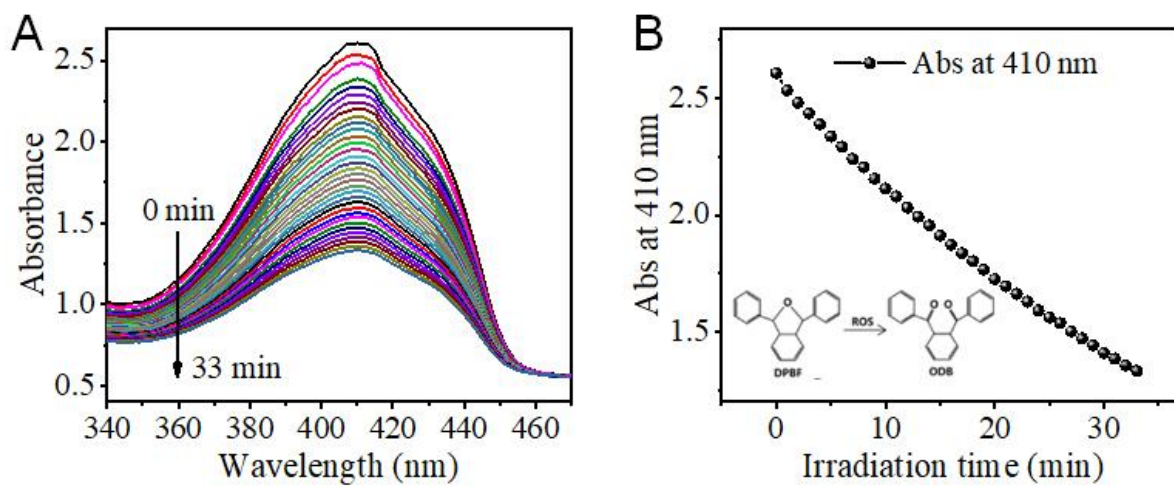 A
2.5
2.0
1.5
1.0
0.5
Absorbance
0 min
33 min
340 360 380 400 420 440 460
Wavelength (nm)
B
Abs at 410 nm
2.5
2.0
1.5
Abs at 410 nm
O
O O
ROS
DPBF
ODB
0 10 20 30
Irradiation time (min)